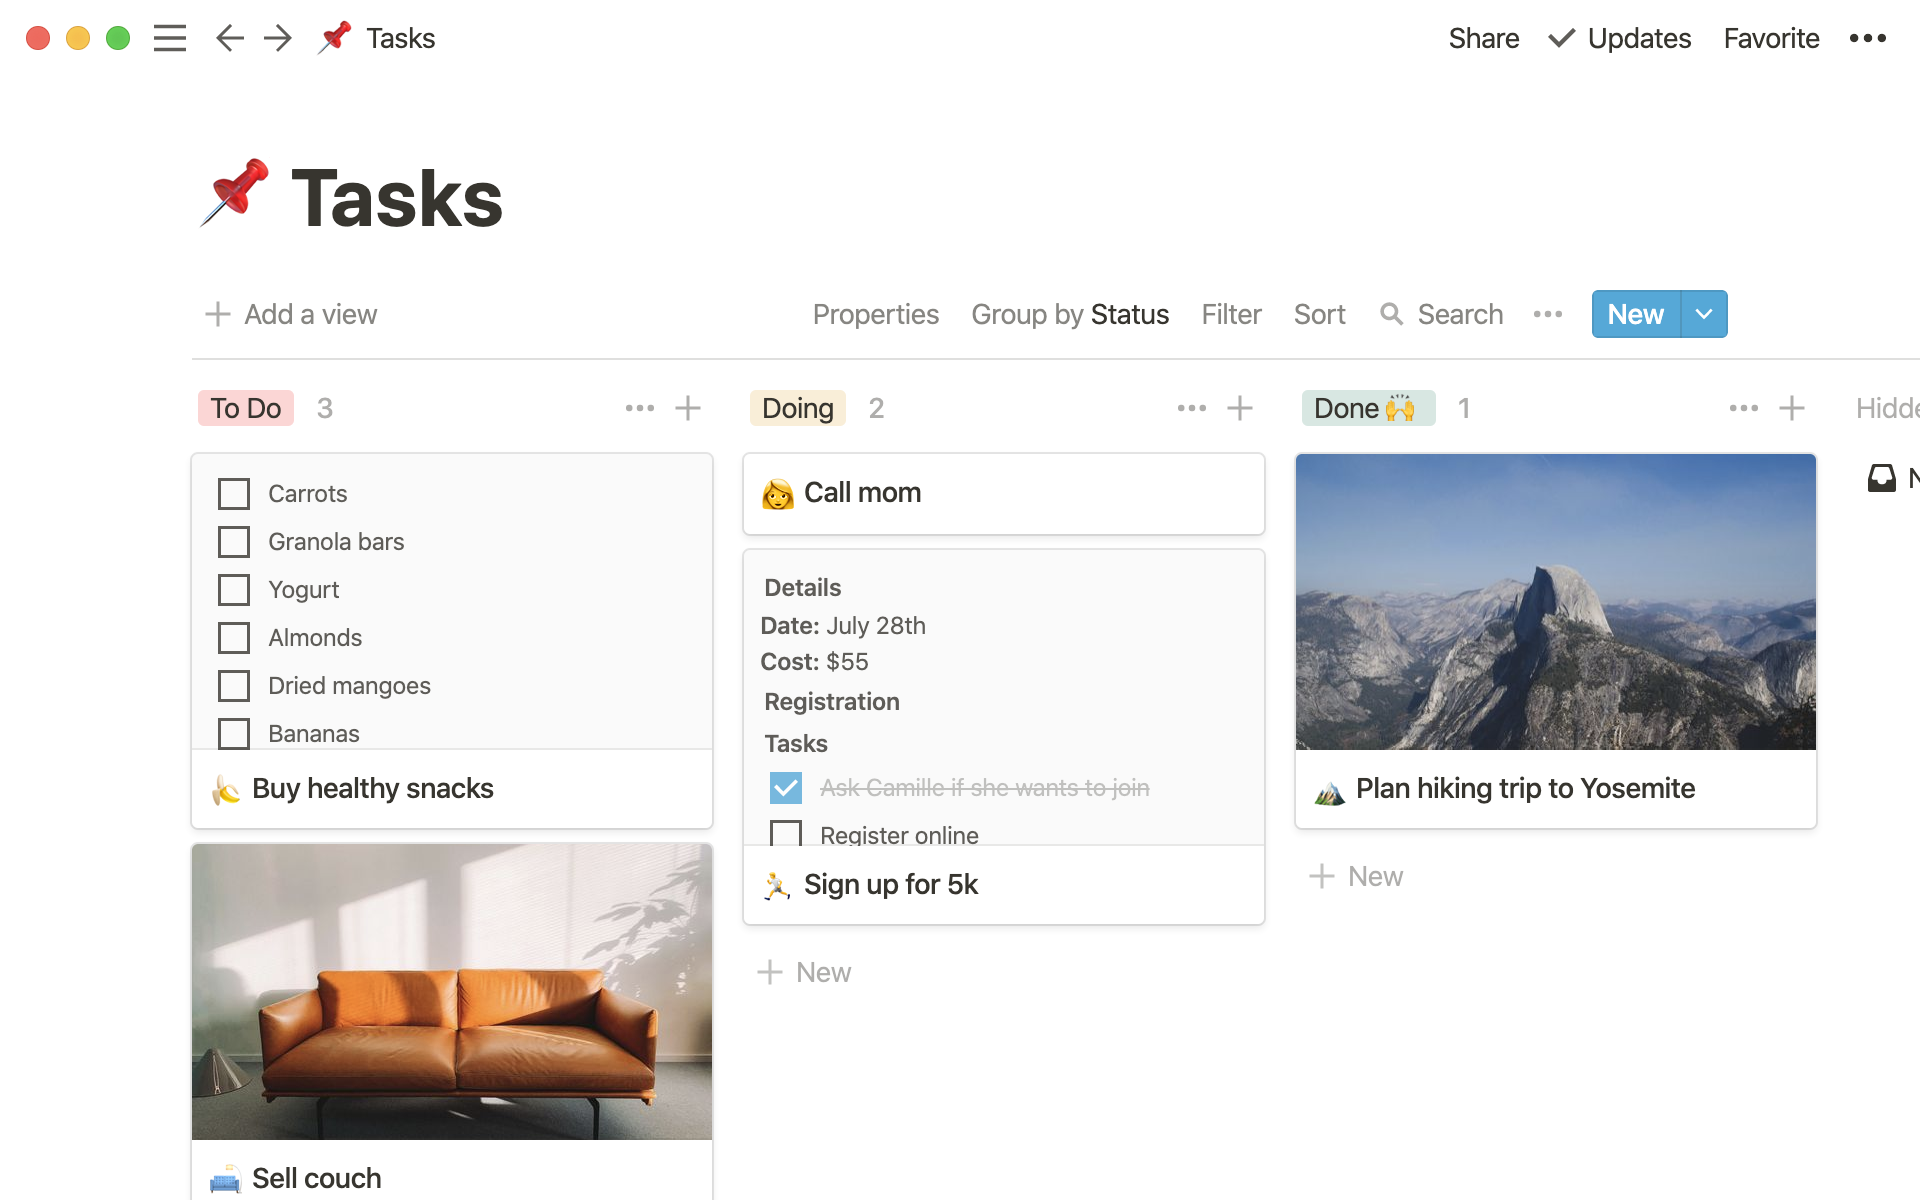 Tasks
Share
Updates
Favorite
Tasks
Add a view
Properties
Group by Status
Filter
Sort
Search
New
To Do 3
Carrots
Granola bars
Yogurt
Almonds
Dried mangoes
Bananas
Buy healthy snacks
Sell couch
Doing 2
Call mom
Details
Date: July 28th
Cost: $55
Registration
Tasks
Ask Camille if she wants to join
Register online
Sign up for 5k
New
Done 🙌 1
Plan hiking trip to Yosemite
New